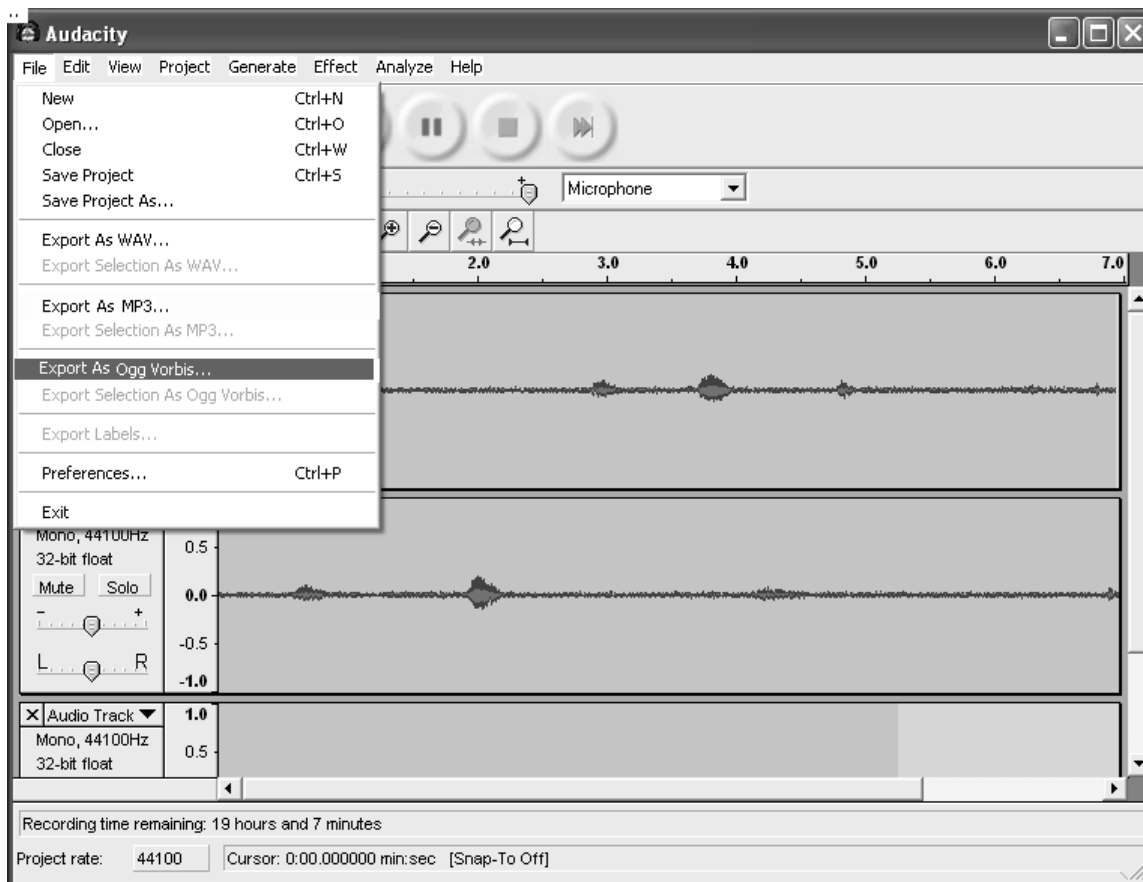 ..
Audacity
File Edit View Project Generate Effect Analyze Help
New Ctrl+N
Open... Ctrl+O
Close Ctrl+W
Save Project Ctrl+S
Save Project As...
Export As WAV...
Export Selection As WAV...
Export As MP3...
Export Selection As MP3...
Export As Ogg Vorbis...
Export Selection As Ogg Vorbis...
Export Labels...
Preferences... Ctrl+P
Exit
+
Microphone
2.0 3.0 4.0 5.0 6.0 7.0
Mono, 44100Hz
32-bit float
Mute Solo
- +
L R
0.5
0.0
-0.5
-1.0
X Audio Track
Mono, 44100Hz
32-bit float
1.0
0.5
Recording time remaining: 19 hours and 7 minutes
Project rate: 44100 Cursor: 0:00.000000 min:sec [Snap-To Off]